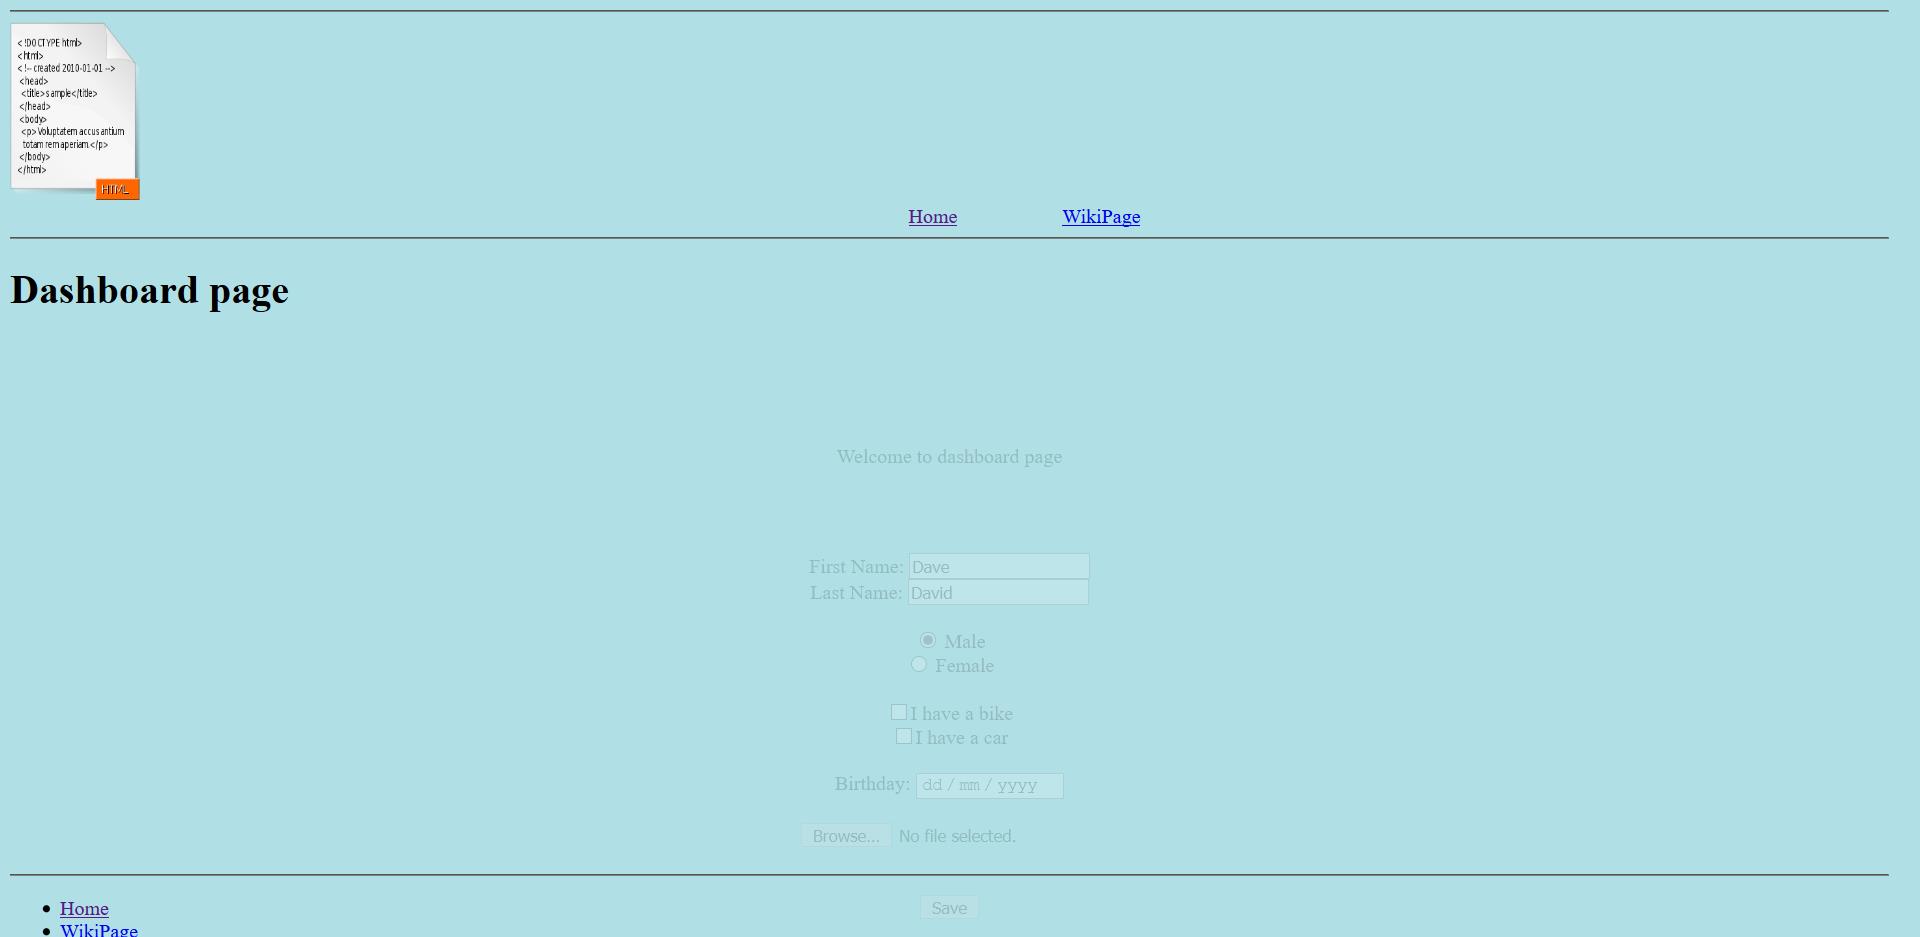 <!DOCTYPE html>
<html>
<!-- created 2010-01-01 -->
<head>
<title>sample</title>
</head>
<body>
<p>Voluptatem accusantium
totam rem aperiam.</p>
</body>
</html>
HTML
Home WikiPage
Dashboard page
Welcome to dashboard page
First Name: Dave
Last Name: David
Male
Female
I have a bike
I have a car
Birthday: dd / mm / yyyy
Browse... No file selected.
Home
Save
WikiPage